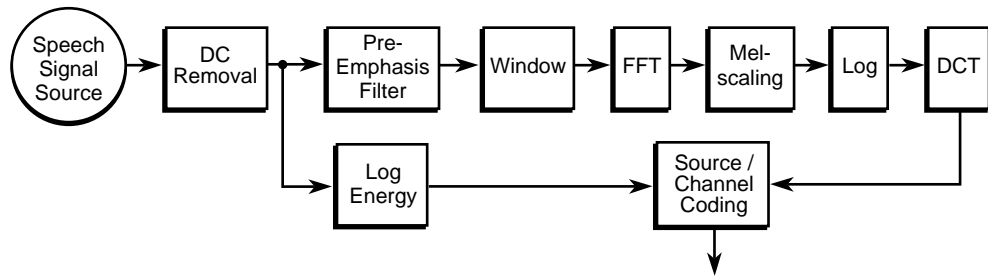 Speech
Signal
Source
DC
Removal
Pre-
Emphasis
Filter
Window
FFT
Mel-
scaling
Log
DCT
Log
Energy
Source /
Channel
Coding